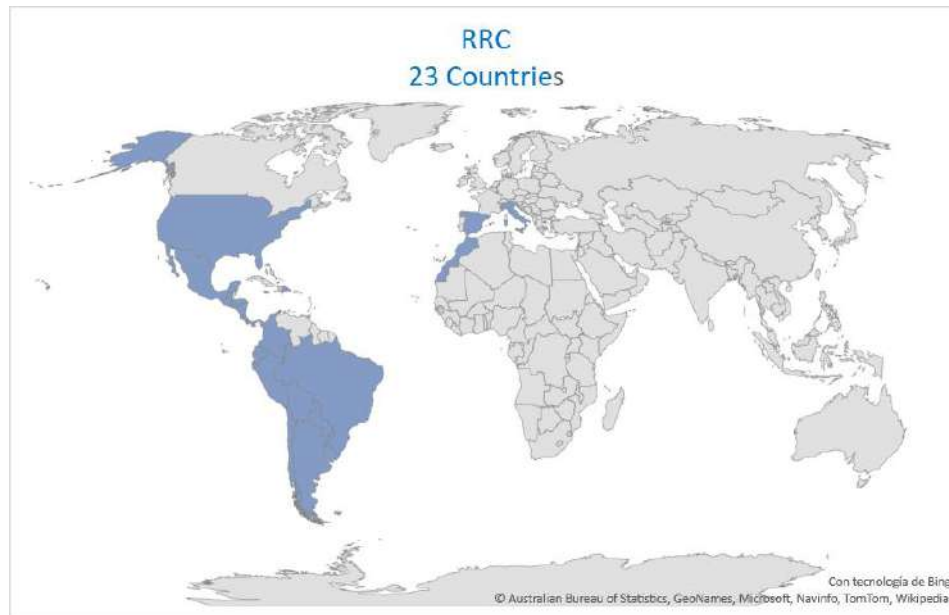 RRC
23 Countries
Con tecnología de Bing
© Australian Bureau of Statistics, GeoNames, Microsoft, Navinfo, TomTom, Wikipedia